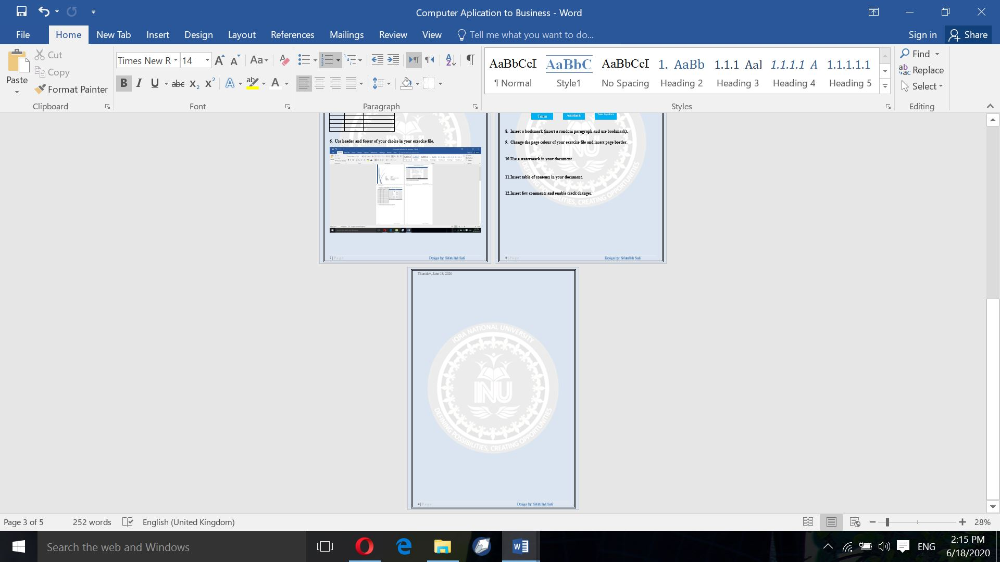 Computer Aplication to Business - Word
File Home New Tab Insert Design Layout References Mailings Review View Tell me what you want to do... Sign in Share
Paste
Cut
Copy
Format Painter
Clipboard
Times New R 14
Font
Paragraph
AaBbCcI AaBbC AaBbCcI 1. AaBb 1.1.1 AaI 1.1.1.1 A 1.1.1.1.1
¶ Normal Style1 No Spacing Heading 2 Heading 3 Heading 4 Heading 5
Styles
Find
Replace
Select
Editing
6. Use header and footer of your choice in your exercise file.
2 | Page Design by: Sifatullah Safi
Team Assistants Team Members
8. Insert a bookmark (insert a random paragraph and use bookmark).
9. Change the page colour of your exercise file and insert page border.
10.Use a watermark in your document.
11.Insert table of contents in your document.
12.Insert few comments and enable track changes.
DEFINING POSSIBILITIES, CREATING OPPORTUNITIES
3 | Page Design by: Sifatullah Safi
Thursday, June 18, 2020
IQRA NATIONAL UNIVERSITY
INU
DEFINING POSSIBILITIES, CREATING OPPORTUNITIES
4 | Page Design by: Sifatullah Safi
Page 3 of 5 252 words English (United Kingdom) 28%
Search the web and Windows
ENG
2:15 PM
6/18/2020